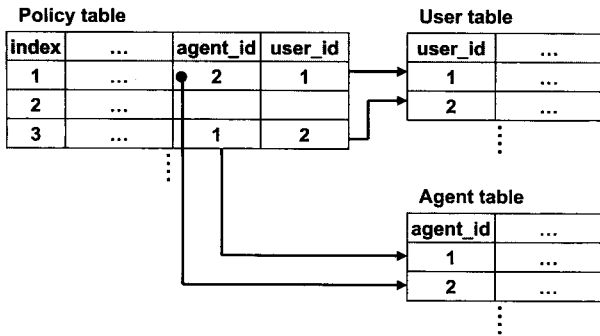 Policy table
index ... agent_id user_id
1 ... 2 1
2 ...
3 ... 1 2
User table
user_id ...
1 ...
2 ...
Agent table
agent_id ...
1 ...
2 ...